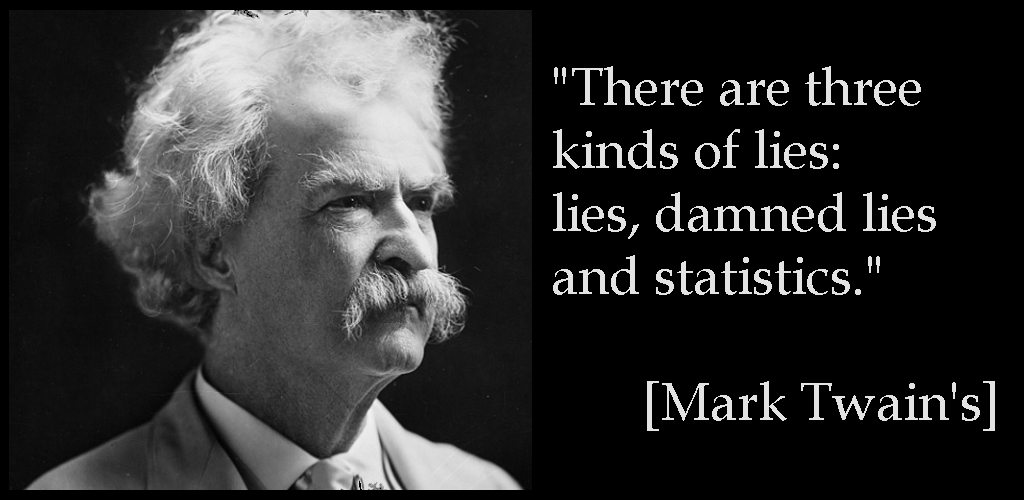 "There are three
kinds of lies:
lies, damned lies
and statistics."
[Mark Twain's]